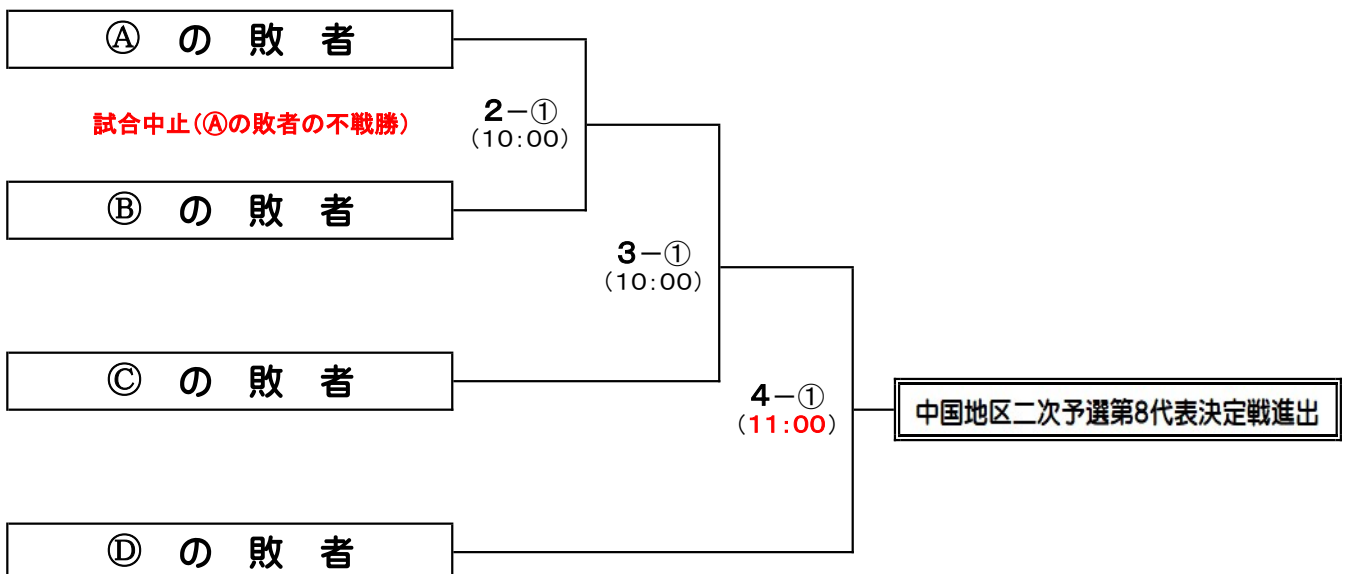 Ⓐ の 敗 者
試合中止(Ⓐの敗者の不戦勝)
2－①
(10:00)
Ⓑ の 敗 者
3－①
(10:00)
Ⓒ の 敗 者
4－①
(11:00)
中国地区二次予選第8代表決定戦進出
Ⓓ の 敗 者